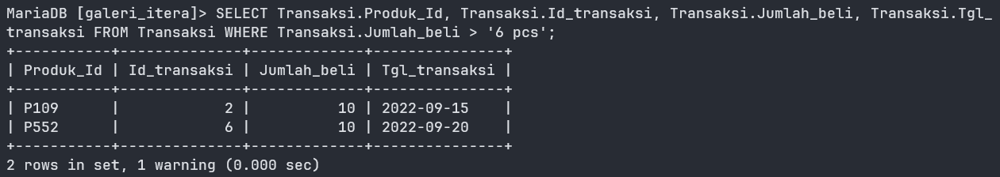 MariaDB [galeri_itera]> SELECT Transaksi.Produk_Id, Transaksi.Id_transaksi, Transaksi.Jumlah_beli, Transaksi.Tgl_
transaksi FROM Transaksi WHERE Transaksi.Jumlah_beli > '6 pcs';
+-----------+--------------+-------------+---------------+
| Produk_Id | Id_transaksi | Jumlah_beli | Tgl_transaksi |
+-----------+--------------+-------------+---------------+
| P109      |            2 |          10 | 2022-09-15    |
| P552      |            6 |          10 | 2022-09-20    |
+-----------+--------------+-------------+---------------+
2 rows in set, 1 warning (0.000 sec)